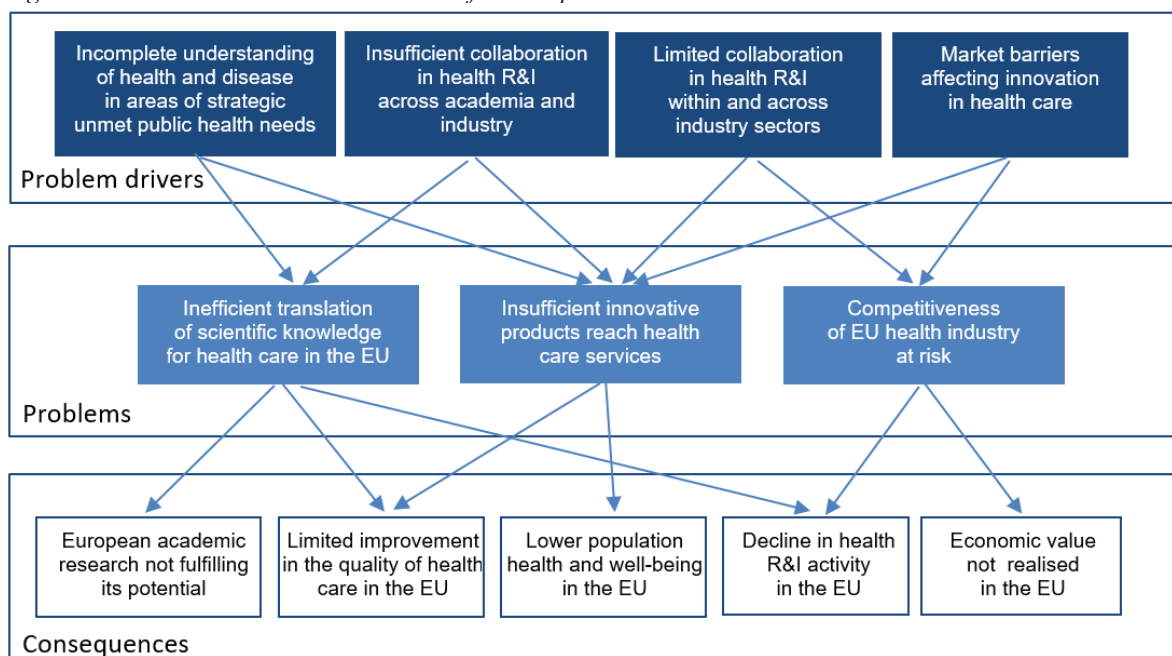 Incomplete understanding
of health and disease
in areas of strategic
unmet public health needs
Insufficient collaboration
in health R&I
across academia and
industry
Limited collaboration
in health R&I
within and across
industry sectors
Market barriers
affecting innovation
in health care
Problem drivers
Inefficient translation
of scientific knowledge
for health care in the EU
Insufficient innovative
products reach health
care services
Competitiveness
of EU health industry
at risk
Problems
European academic
research not fulfilling
its potential
Limited improvement
in the quality of health
care in the EU
Lower population
health and well-being
in the EU
Decline in health
R&I activity
in the EU
Economic value
not realised
in the EU
Consequences